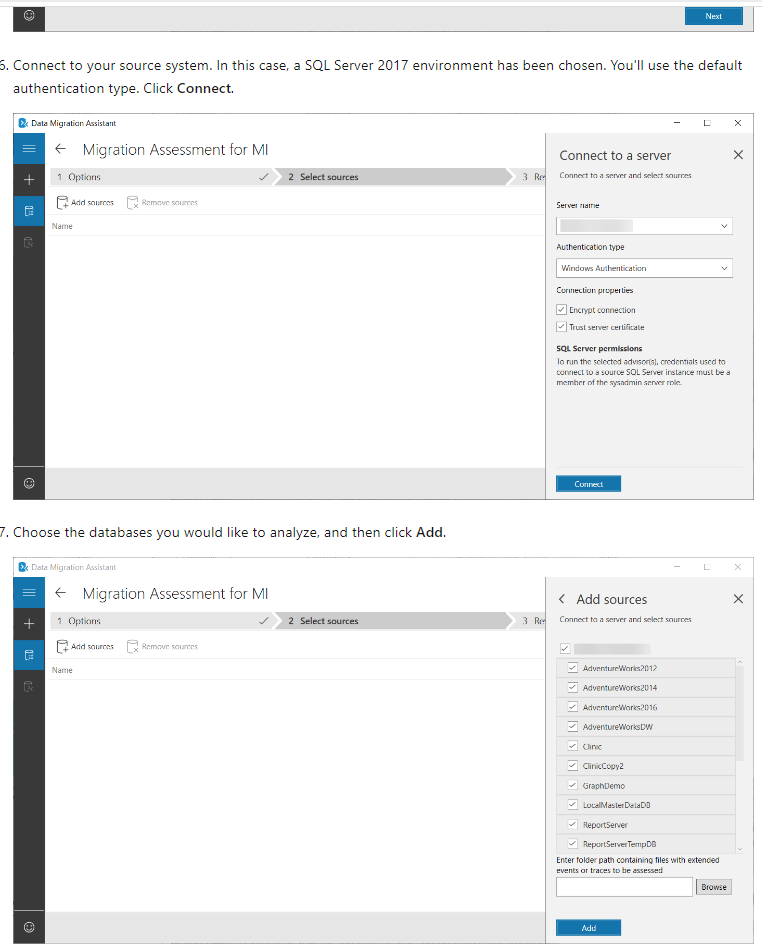 Next
6. Connect to your source system. In this case, a SQL Server 2017 environment has been chosen. You'll use the default
authentication type. Click Connect.
Data Migration Assistant
Migration Assessment for MI
1 Options
2 Select sources
3 Re
Add sources
Remove sources
Name
Connect to a server
Connect to a server and select sources
Server name
Authentication type
Windows Authentication
Connection properties
Encrypt connection
Trust server certificate
SQL Server permissions
To run the selected advisor(s), credentials used to
connect to a source SQL Server instance must be a
member of the sysadmin server role.
Connect
7. Choose the databases you would like to analyze, and then click Add.
Data Migration Assistant
Migration Assessment for MI
1 Options
2 Select sources
3 Re
Add sources
Remove sources
Name
Add sources
Connect to a server and select sources
AdventureWorks2012
AdventureWorks2014
AdventureWorks2016
AdventureWorksDW
Clinic
ClinicCopy2
GraphDemo
LocalMasterDataDB
ReportServer
ReportServerTempDB
Enter folder path containing files with extended
events or traces to be assessed
Browse
Add